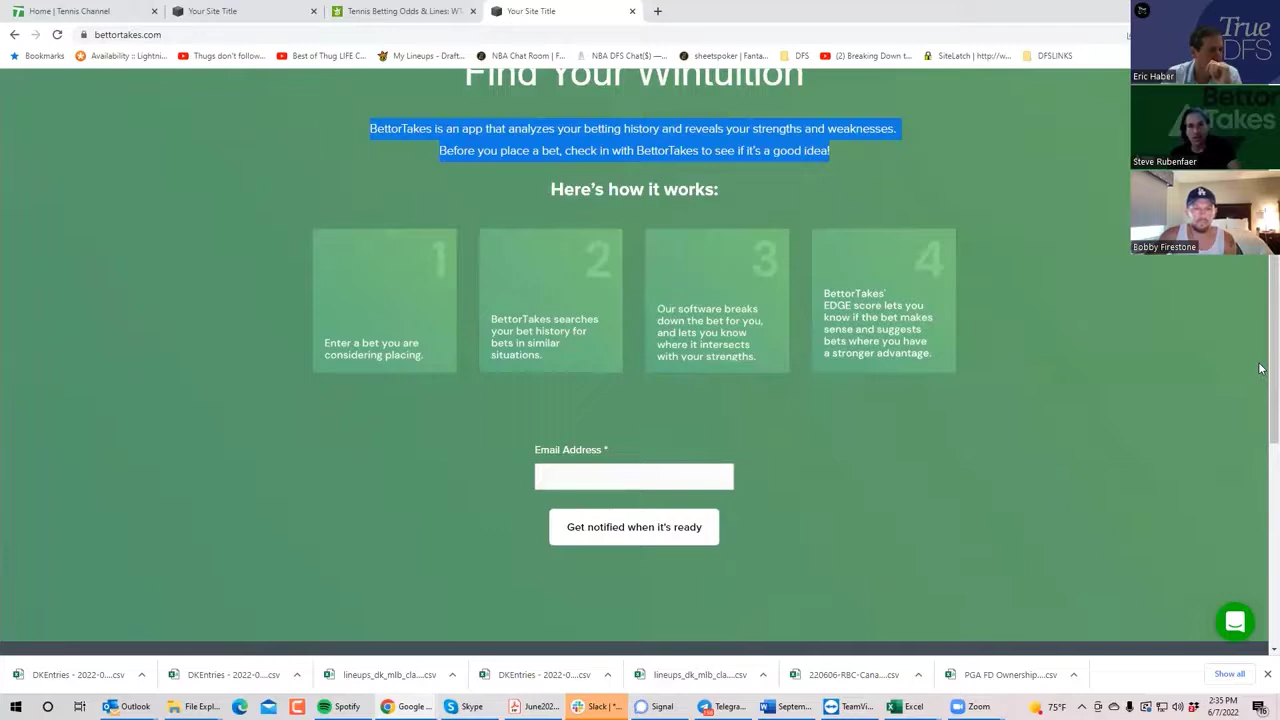 Home | Tennis Channel
Your Site Title
Tennis Betting Odds & Lines: W
Your Site Title
bettortakes.com
Bookmarks
Availability :: Lightni...
Thugs don't follow...
Best of Thug LIFE C...
My Lineups - Draft...
NBA Chat Room | F...
NBA DFS Chat($) —...
sheetspoker | Fanta...
DFS
(2) Breaking Down t...
SiteLatch | http://w...
DFSLINKS
True
DFS
Eric Haber
Bettor
Takes
Steve Rubenfaer
Bobby Firestone
Find Your Wintuition
BettorTakes is an app that analyzes your betting history and reveals your strengths and weaknesses.
Before you place a bet, check in with BettorTakes to see if it's a good idea!
Here's how it works:
1
Enter a bet you are
considering placing.
2
BettorTakes searches
your bet history for
bets in similar
situations.
3
Our software breaks
down the bet for you,
and lets you know
where it intersects
with your strengths.
4
BettorTakes'
EDGE score lets you
know if the bet makes
sense and suggests
bets where you have
a stronger advantage.
Email Address *
Get notified when it's ready
DKEntries - 2022-0....csv
DKEntries - 2022-0....csv
lineups_dk_mlb_cla....csv
DKEntries - 2022-0....csv
lineups_dk_mlb_cla....csv
220606-RBC-Cana....csv
PGA FD Ownership....csv
Show all
Outlook
File Expl...
Google ...
Spotify
Skype
June202...
Slack | *...
Signal
Telegra...
Septem...
TeamVi...
Excel
Zoom
75°F
2:35 PM
6/7/2022